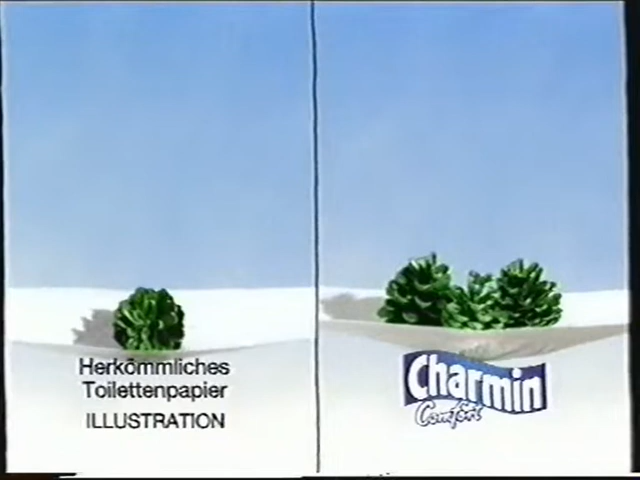 Herkömmliches
Toilettenpapier
ILLUSTRATION
Charmin
Comfort